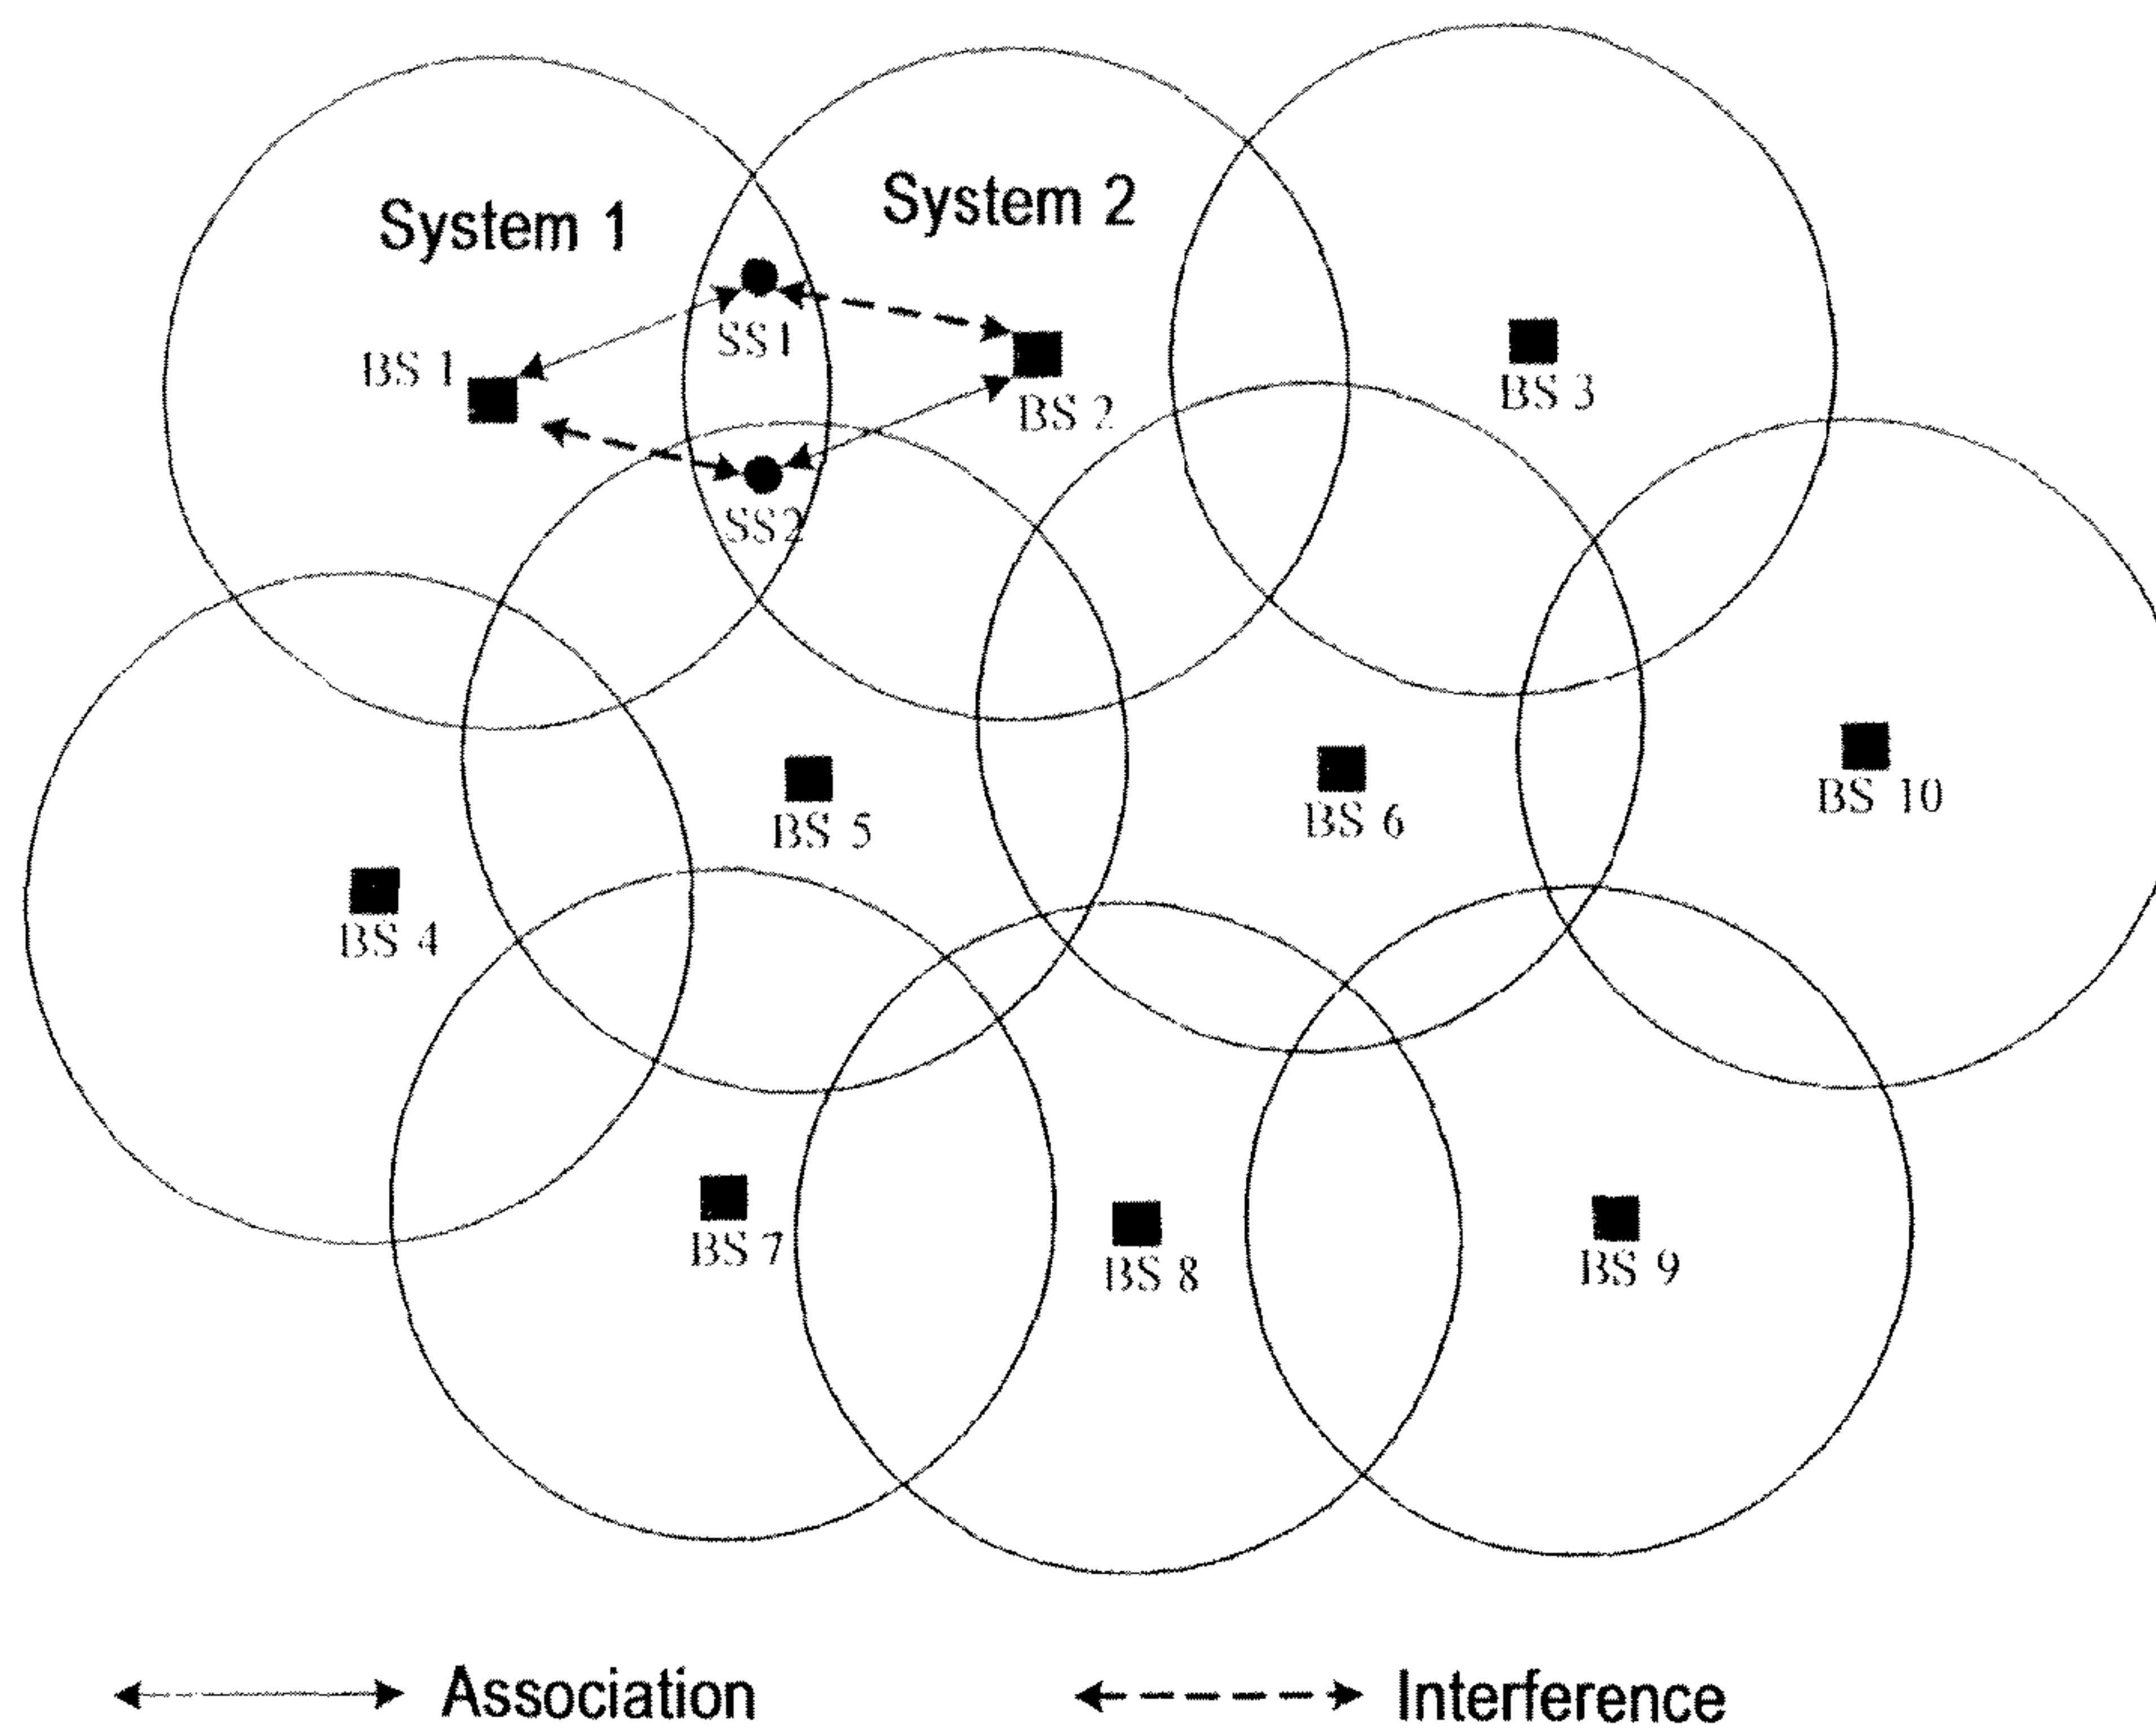 System 1
System 2
SS1
BS 1
BS 2
BS 3
SS2
BS 5
BS 6
BS 10
BS 4
BS 7
BS 8
BS 9
Association
Interference